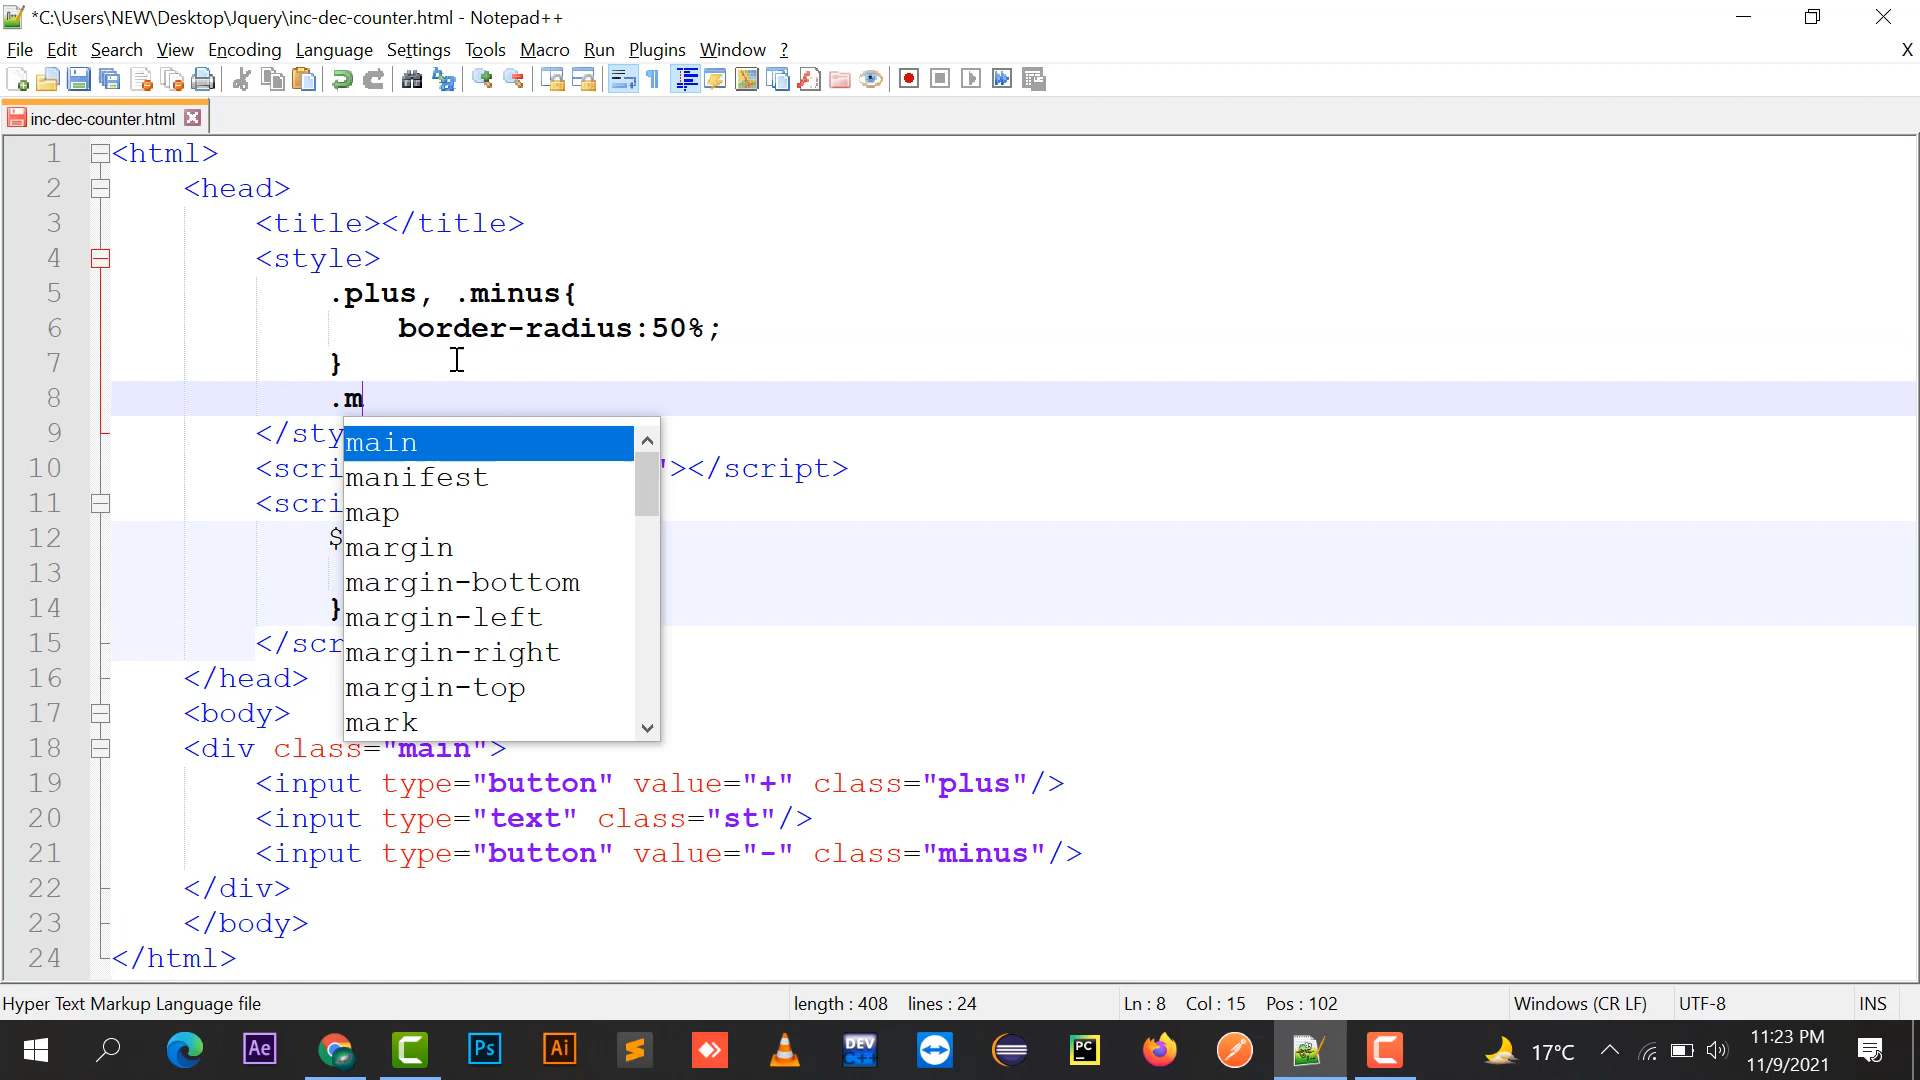 *C:\Users\NEW\Desktop\Jquery\inc-dec-counter.html - Notepad++
File Edit Search View Encoding Language Settings Tools Macro Run Plugins Window ? X
inc-dec-counter.html
1 <html>
2 <head>
3 <title></title>
4 <style>
5 .plus, .minus{
6 border-radius:50%;
7 }
8 .m
9 </sty
main
manifest
map
margin
margin-bottom
margin-left
margin-right
margin-top
mark
10 <scri "></script>
11 <scri
12 $
13
14 }
15 </scr
16 </head>
17 <body>
18 <div class="main">
19 <input type="button" value="+" class="plus"/>
20 <input type="text" class="st"/>
21 <input type="button" value="-" class="minus"/>
22 </div>
23 </body>
24 </html>
Hyper Text Markup Language file length : 408 lines : 24 Ln : 8 Col : 15 Pos : 102 Windows (CR LF) UTF-8 INS
Ae Ps Ai DEV C++ PC
17°C
11:23 PM
11/9/2021